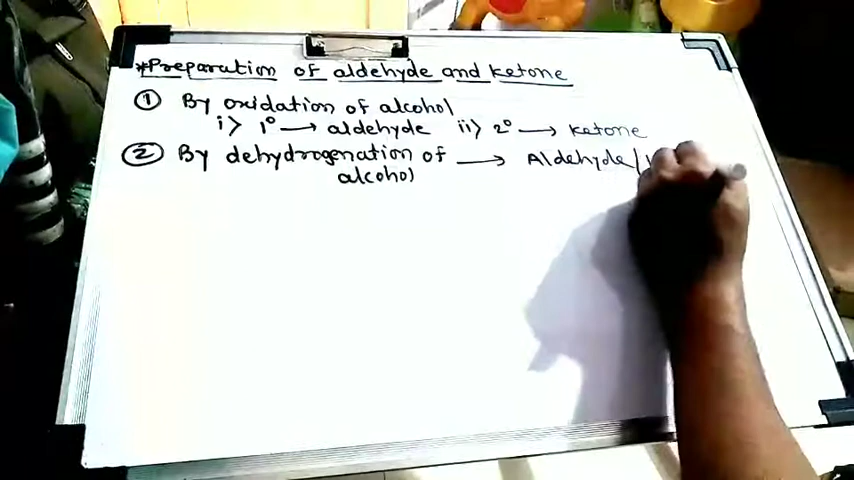 *Preparation of aldehyde and ketone
① By oxidation of alcohol
i> 1° → aldehyde ii> 2° → ketone
② By dehydrogenation of → Aldehyde/
alcohol